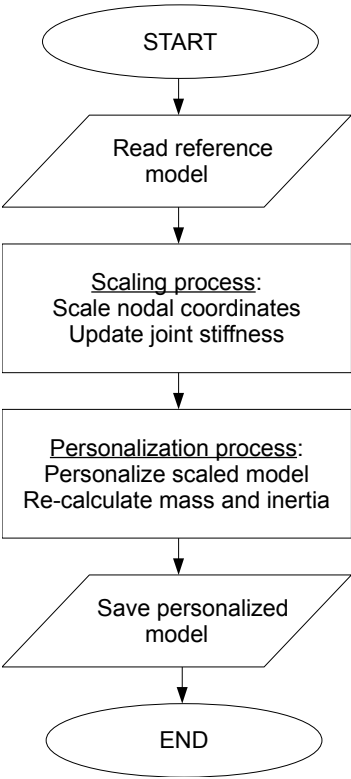 START
Read reference
model
Scaling process:
Scale nodal coordinates
Update joint stiffness
Personalization process:
Personalize scaled model
Re-calculate mass and inertia
Save personalized
model
END